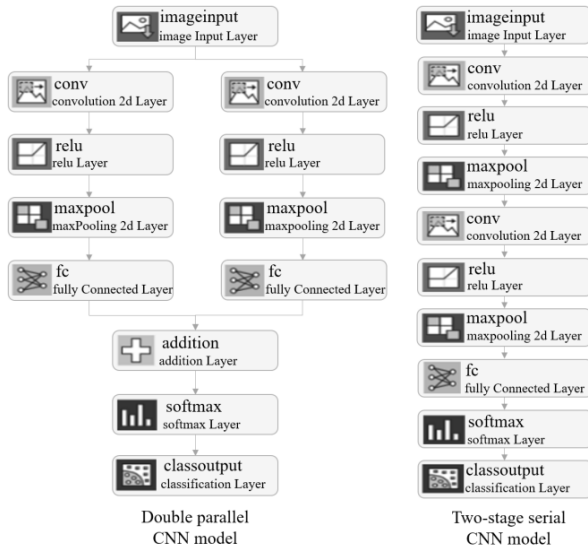 imageinput
image Input Layer
conv
convolution 2d Layer
conv
convolution 2d Layer
relu
relu Layer
relu
relu Layer
maxpool
maxPooling 2d Layer
maxpool
maxpooling 2d Layer
fc
fully Connected Layer
fc
fully Connected Layer
addition
addition Layer
softmax
softmax Layer
classoutput
classification Layer
Double parallel
CNN model
imageinput
image Input Layer
conv
convolution 2d Layer
relu
relu Layer
maxpool
maxpooling 2d Layer
conv
convolution 2d Layer
relu
relu Layer
maxpool
maxpooling 2d Layer
fc
fully Connected Layer
softmax
softmax Layer
classoutput
classification Layer
Two-stage serial
CNN model